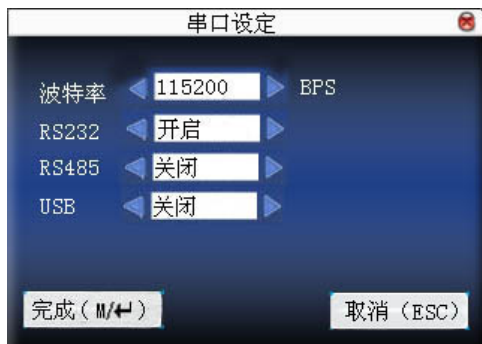 串口设定
波特率 115200 BPS
RS232 开启
RS485 关闭
USB 关闭
完成(M/↵) 取消(ESC)